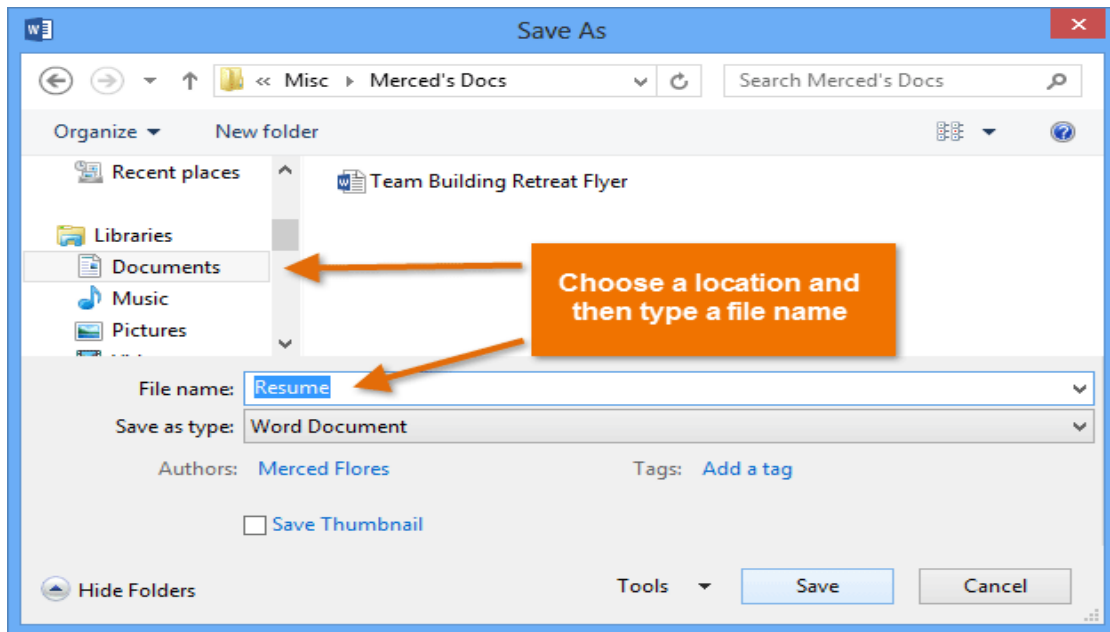 Save As
« Misc Merced's Docs
Search Merced's Docs
Organize
New folder
Recent places
Team Building Retreat Flyer
Libraries
Documents
Music
Pictures
Choose a location and
then type a file name
File name: Resume
Save as type: Word Document
Authors: Merced Flores
Tags: Add a tag
Save Thumbnail
Hide Folders
Tools
Save
Cancel